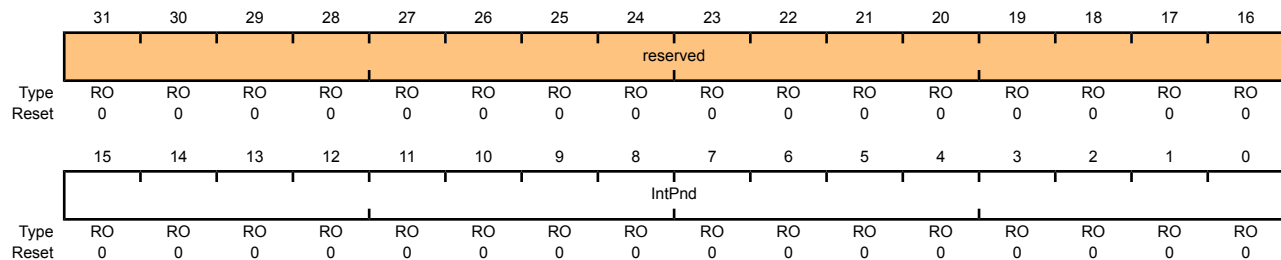 31 30 29 28 27 26 25 24 23 22 21 20 19 18 17 16
reserved
Type RO RO RO RO RO RO RO RO RO RO RO RO RO RO RO RO
Reset 0 0 0 0 0 0 0 0 0 0 0 0 0 0 0 0
15 14 13 12 11 10 9 8 7 6 5 4 3 2 1 0
IntPnd
Type RO RO RO RO RO RO RO RO RO RO RO RO RO RO RO RO
Reset 0 0 0 0 0 0 0 0 0 0 0 0 0 0 0 0